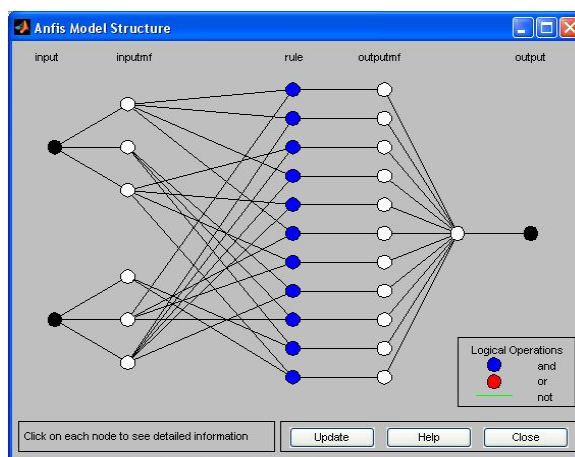 Anfis Model Structure
input inputmf rule outputmf output
Logical Operations
and
or
not
Click on each node to see detailed information
Update Help Close